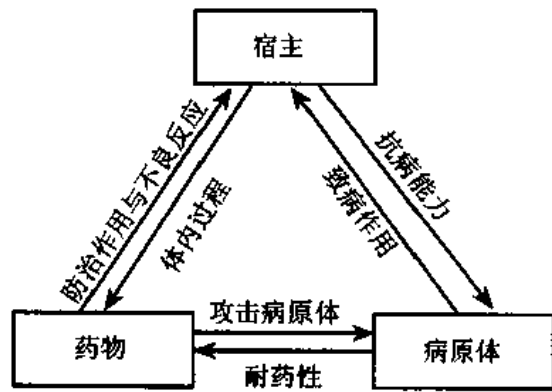 宿主
防治作用与不良反应
体内过程
致病作用
抗病能力
药物
攻击病原体
耐药性
病原体